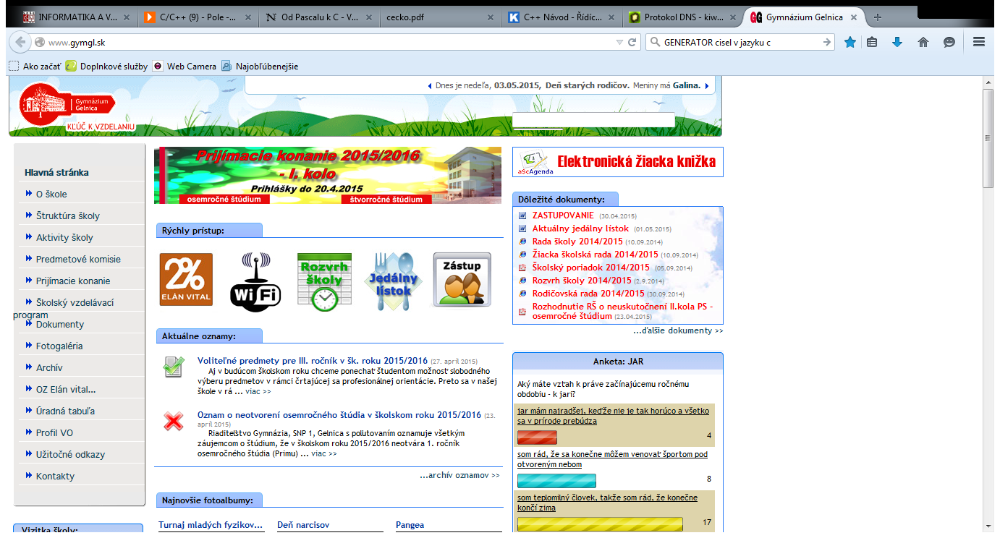 INFORMATIKA A V...
C/C++ (9) - Pole -...
Od Pascalu k C - V...
cecko.pdf
C++ Návod - Řídíc...
Protokol DNS - kiw...
Gymnázium Gelnica
www.gymgl.sk
GENERATOR cisel v jazyku c
Ako začať
Doplnkové služby
Web Camera
Najobľúbenejšie
Gymnázium
Gelnica
KĽÚČ K VZDELANIU
Dnes je nedeľa, 03.05.2015, Deň starých rodičov. Meniny má Galina.
Hlavná stránka
O škole
Štruktúra školy
Aktivity školy
Predmetové komisie
Prijímacie konanie
Školský vzdelávací
program
Dokumenty
Fotogaléria
Archív
OZ Elán vital...
Úradná tabuľa
Profil VO
Užitočné odkazy
Kontakty
Vizitka školy:
Prijímacie konanie 2015/2016
- I. kolo
Prihlášky do 20.4.2015
osemročné štúdium
štvorročné štúdium
Rýchly prístup:
2%
ELÁN VITAL
WiFi
Rozvrh
školy
Jedálny
lístok
Zástup
Aktuálne oznamy:
Voliteľné predmety pre III. ročník v šk. roku 2015/2016 (27. apríl 2015)
Aj v budúcom školskom roku chceme ponechať študentom možnosť slobodného
výberu predmetov v rámci črtajúcej sa profesionálnej orientácie. Preto sa v našej
škole v rá ... viac >>
Oznam o neotvorení osemročného štúdia v školskom roku 2015/2016 (23.
apríl 2015)
Riaditeľstvo Gymnázia, SNP 1, Gelnica s poľutovaním oznamuje všetkým
záujemcom o štúdium, že v školskom roku 2015/2016 neotvára 1. ročník
osemročného štúdia (Primu) ... viac >>
...archív oznamov >>
Najnovšie fotoalbumy:
Turnaj mladých fyzikov...
Deň narcisov
Pangea
aScAgenda
Elektronická žiacka knižka
Dôležité dokumenty:
ZASTUPOVANIE (30.04.2015)
Aktuálny jedálny lístok (01.05.2015)
Rada školy 2014/2015 (10.09.2014)
Žiacka školská rada 2014/2015 (10.09.2014)
Školský poriadok 2014/2015 (05.09.2014)
Rozvrh školy 2014/2015 (2.9.2014)
Rodičovská rada 2014/2015 (30.09.2014)
Rozhodnutie RŠ o neuskutočnení II.kola PS -
osemročné štúdium (23.04.2015)
...ďalšie dokumenty >>
Anketa: JAR
Aký máte vzťah k práve začínajúcemu ročnému
obdobiu - k jari?
jar mám najradšej, keďže nie je tak horúco a všetko
sa v prírode prebúdza
4
som rád, že sa konečne môžem venovať športom pod
otvoreným nebom
8
som teplomilný človek, takže som rád, že konečne
končí zima
17